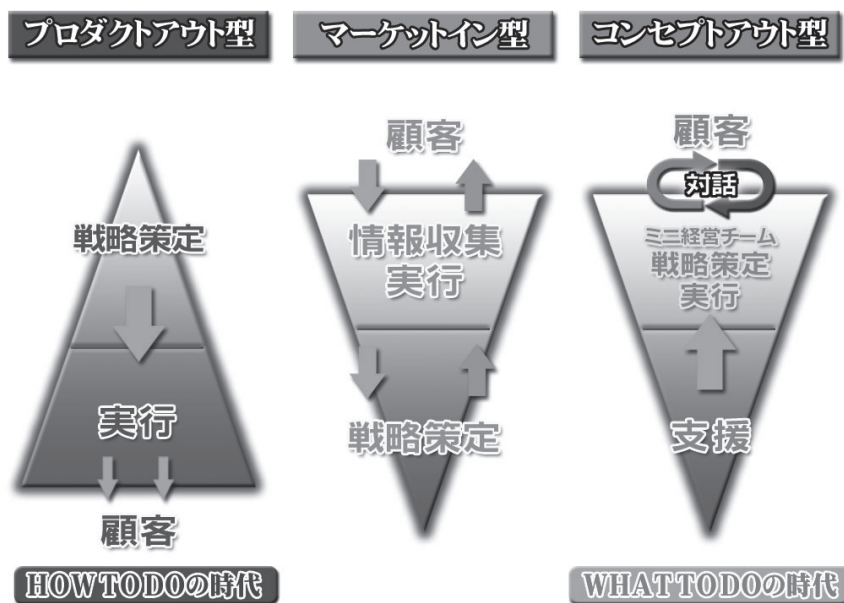 プロダクトアウト型
マーケットイン型
コンセプトアウト型
戦略策定
実行
顧客
HOW TO DOの時代
顧客
情報収集
実行
戦略策定
顧客
対話
ミニ経営チーム
戦略策定
実行
支援
WHAT TO DOの時代